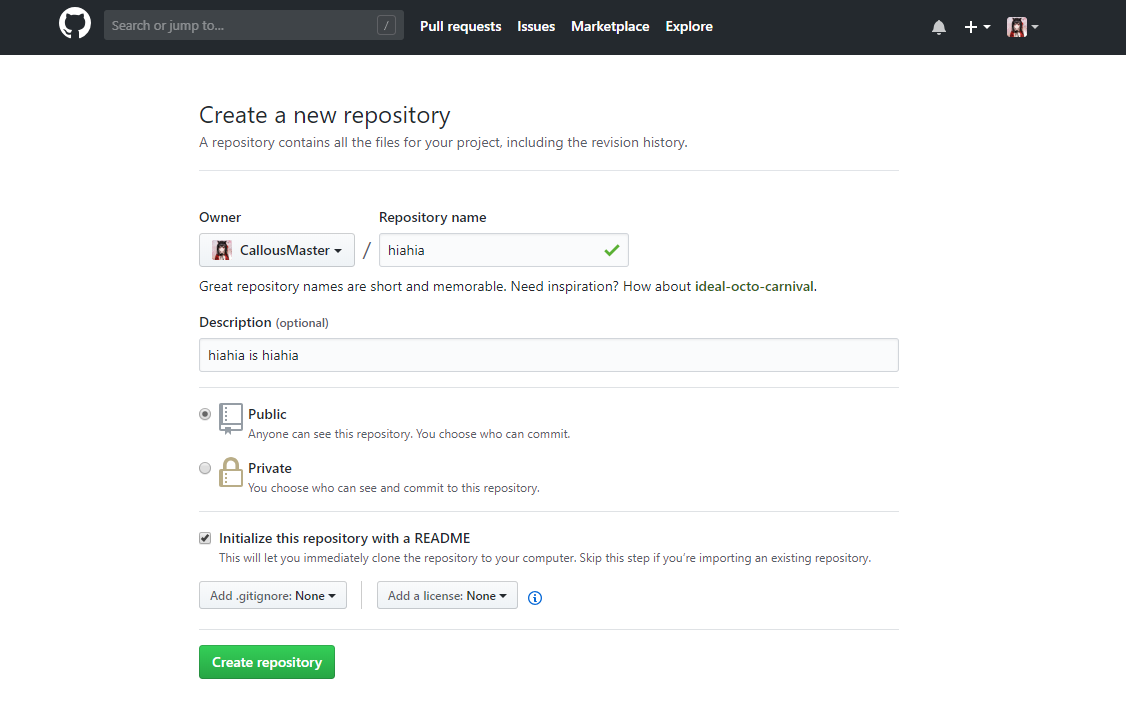 Search or jump to... /
Pull requests Issues Marketplace Explore
Create a new repository
A repository contains all the files for your project, including the revision history.
Owner Repository name
CallousMaster / hiahia
Great repository names are short and memorable. Need inspiration? How about ideal-octo-carnival.
Description (optional)
hiahia is hiahia
Public
Anyone can see this repository. You choose who can commit.
Private
You choose who can see and commit to this repository.
Initialize this repository with a README
This will let you immediately clone the repository to your computer. Skip this step if you’re importing an existing repository.
Add .gitignore: None Add a license: None
Create repository